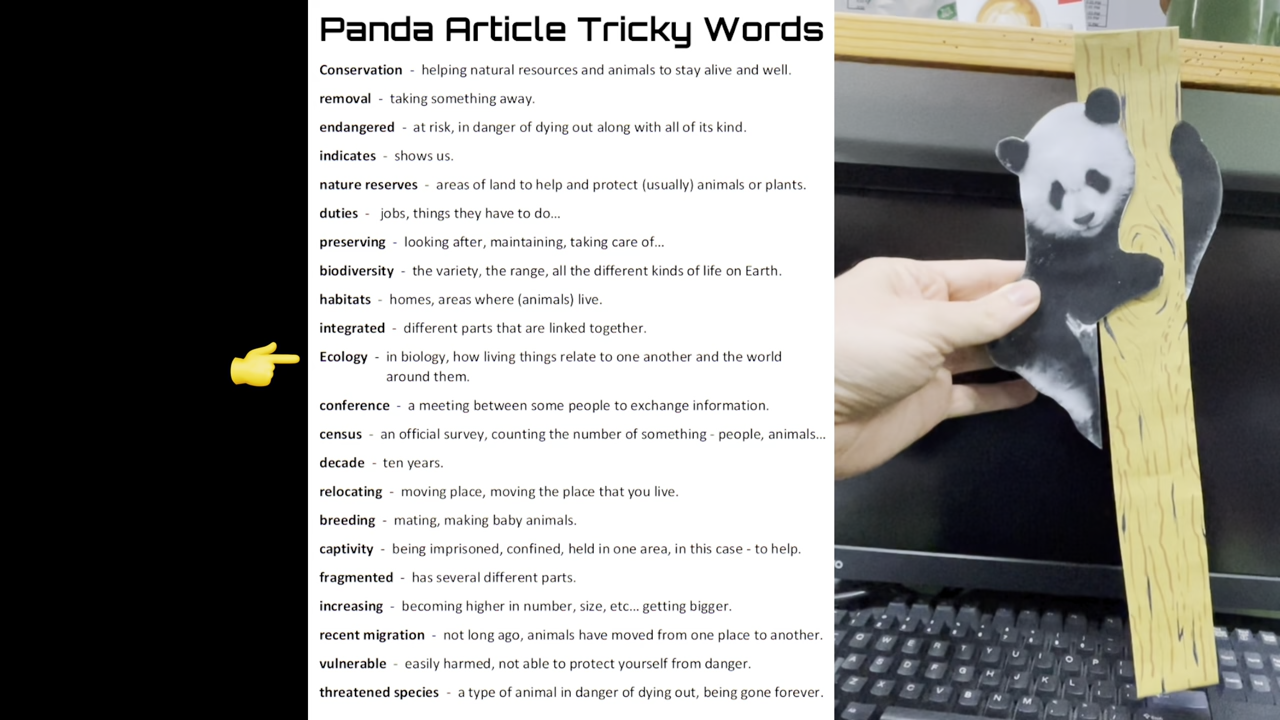 Panda Article Tricky Words
Conservation - helping natural resources and animals to stay alive and well.
removal - taking something away.
endangered - at risk, in danger of dying out along with all of its kind.
indicates - shows us.
nature reserves - areas of land to help and protect (usually) animals or plants.
duties - jobs, things they have to do...
preserving - looking after, maintaining, taking care of...
biodiversity - the variety, the range, all the different kinds of life on Earth.
habitats - homes, areas where (animals) live.
integrated - different parts that are linked together.
Ecology - in biology, how living things relate to one another and the world
around them.
conference - a meeting between some people to exchange information.
census - an official survey, counting the number of something - people, animals...
decade - ten years.
relocating - moving place, moving the place that you live.
breeding - mating, making baby animals.
captivity - being imprisoned, confined, held in one area, in this case - to help.
fragmented - has several different parts.
increasing - becoming higher in number, size, etc... getting bigger.
recent migration - not long ago, animals have moved from one place to another.
vulnerable - easily harmed, not able to protect yourself from danger.
threatened species - a type of animal in danger of dying out, being gone forever.